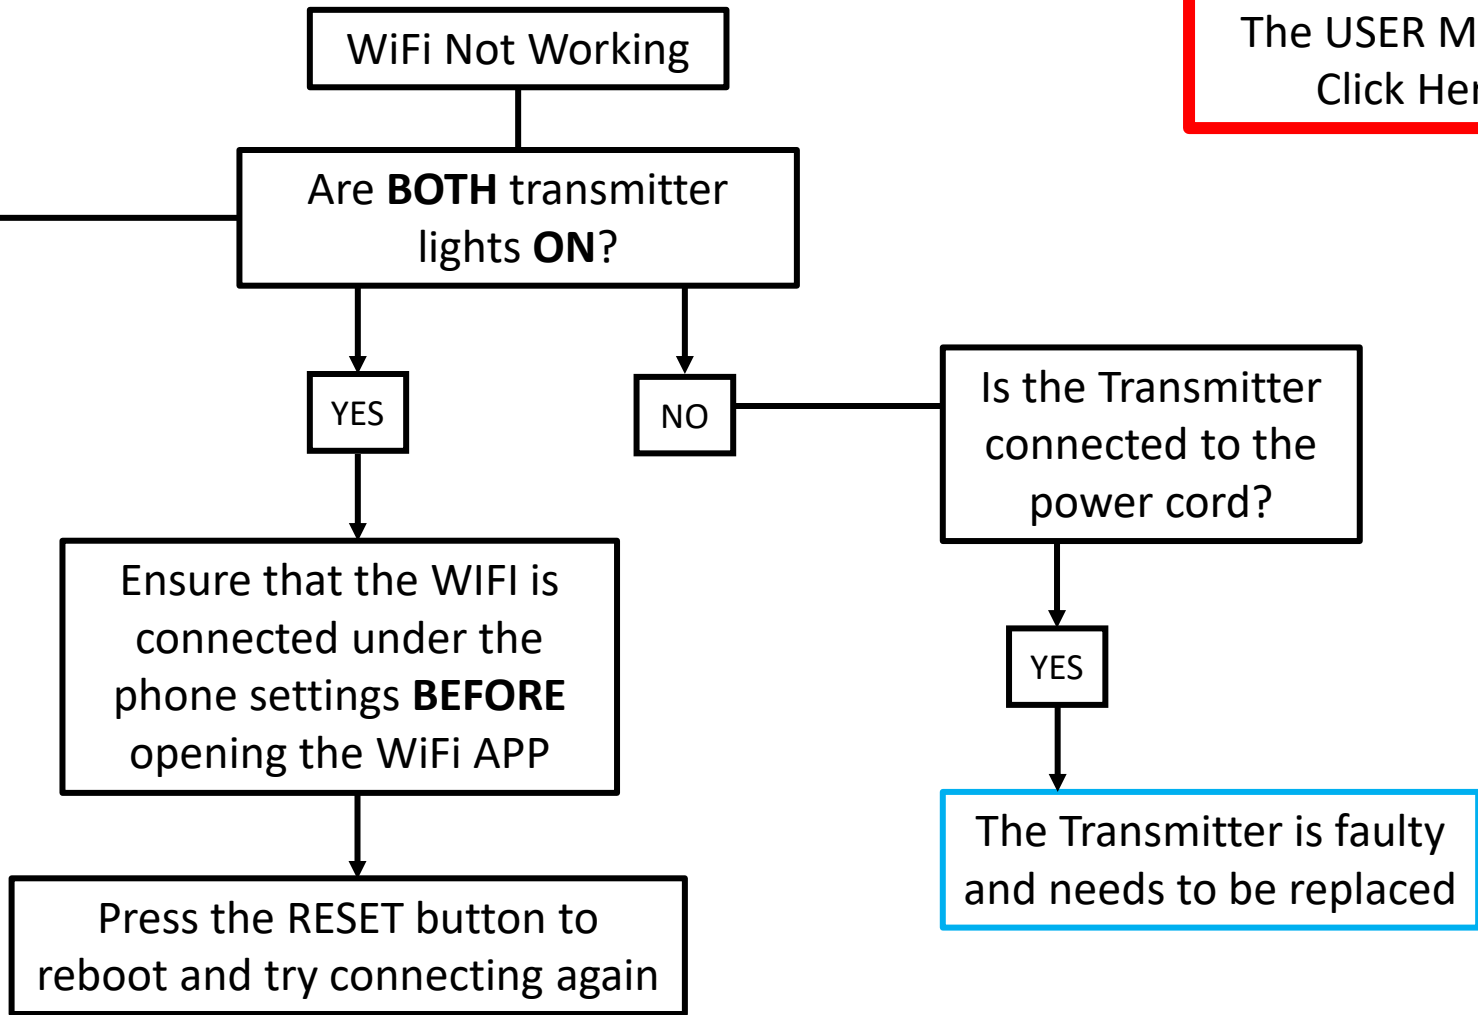 WiFi Not Working
The USER
Click
Are BOTH transmitter
lights ON?
YES
NO
Is the Transmitter
connected to the
power cord?
Ensure that the WIFI is
connected under the
phone settings BEFORE
opening the WiFi APP
YES
The Transmitter is faulty
and needs to be replaced
Press the RESET button to
reboot and try connecting again